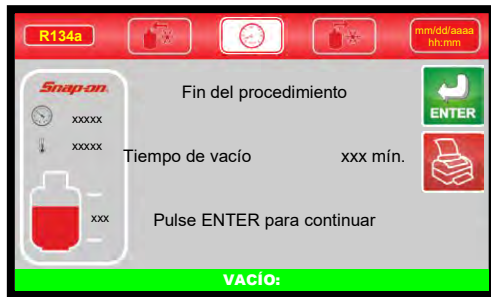 R134a
mm/dd/aaaa
hh:mm
Snap-on
Fin del procedimiento
ENTER
xxxxx
xxxxx
Tiempo de vacío xxx mín.
xxx
Pulse ENTER para continuar
VACÍO: